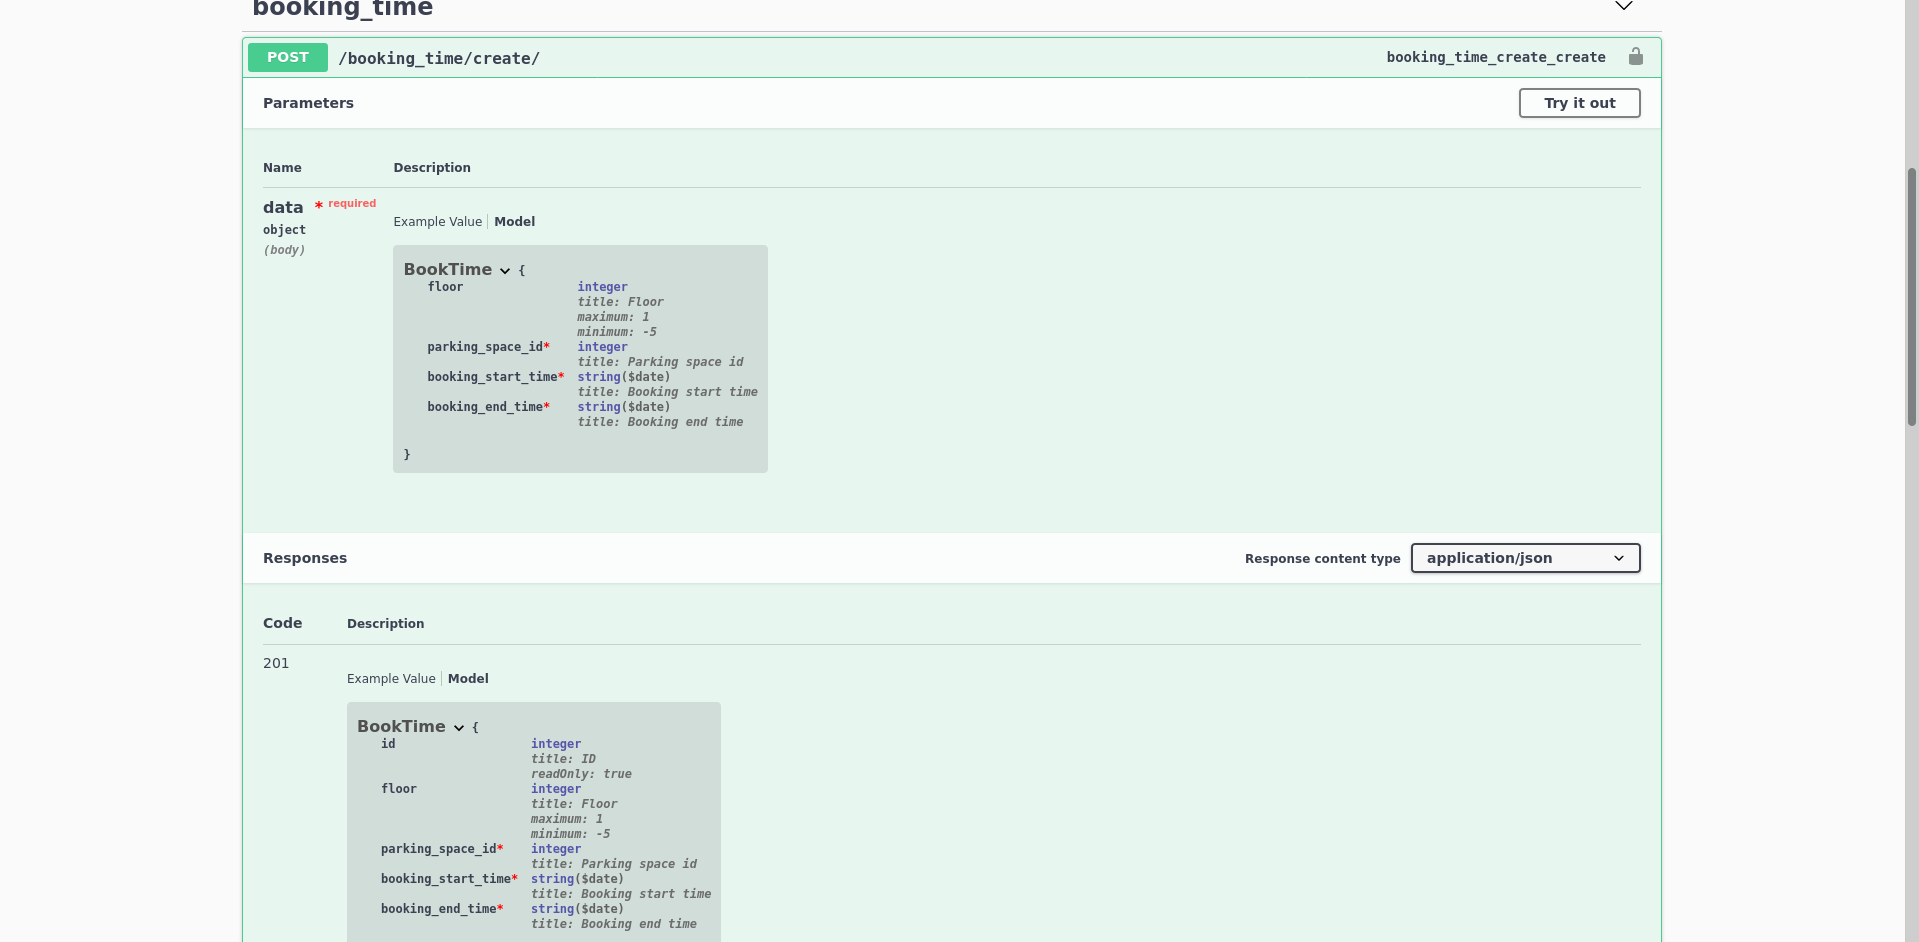 booking_time
POST /booking_time/create/ booking_time_create_create
Parameters Try it out
Name Description
data * required
object
(body)
Example Value Model
BookTime {
floor integer
title: Floor
maximum: 1
minimum: -5
parking_space_id* integer
title: Parking space id
booking_start_time* string($date)
title: Booking start time
booking_end_time* string($date)
title: Booking end time
}
Responses Response content type application/json
Code Description
201
Example Value Model
BookTime {
id integer
title: ID
readOnly: true
floor integer
title: Floor
maximum: 1
minimum: -5
parking_space_id* integer
title: Parking space id
booking_start_time* string($date)
title: Booking start time
booking_end_time* string($date)
title: Booking end time